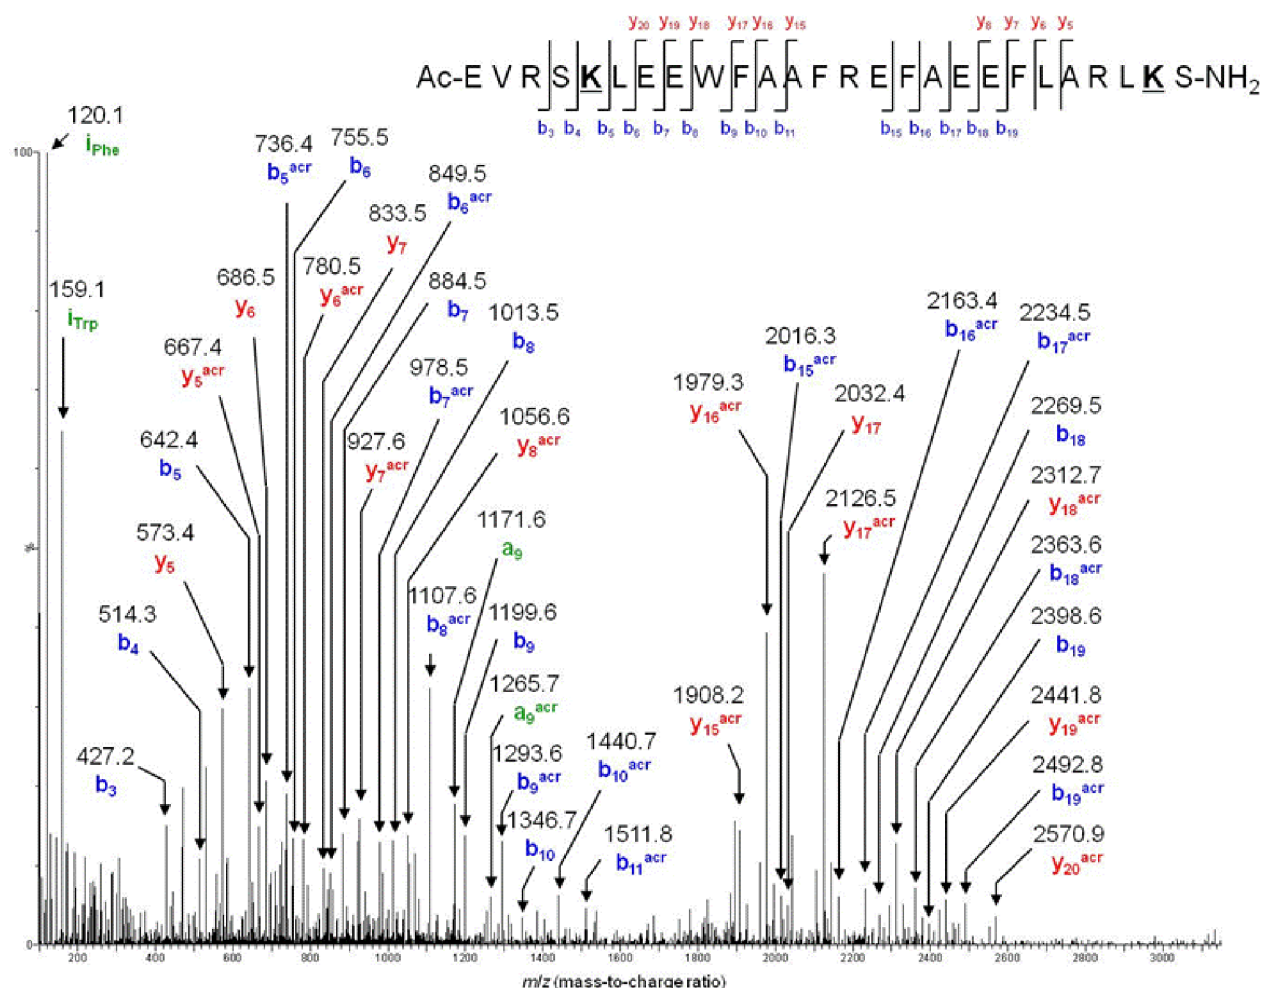 y20 y19 y18 y17 y16 y15 y8 y7 y6 y5
Ac-E V R S K L E E W F A A F R E F A E E F L A R L K S-NH2
b3 b4 b5 b6 b7 b8 b9 b10 b11 b15 b16 b17 b18 b19
100
%
0
120.1
iPhe
159.1
iTrp
427.2
b3
514.3
b4
573.4
y5
642.4
b5
667.4
y5acr
686.5
y6
736.4
b5acr
755.5
b6
780.5
y6acr
833.5
y7
849.5
b6acr
884.5
b7
927.6
y7acr
978.5
b7acr
1013.5
b8
1056.6
y8acr
1107.6
b8acr
1171.6
a9
1199.6
b9
1265.7
a9acr
1293.6
b9acr
1346.7
b10
1440.7
b10acr
1511.8
b11acr
1908.2
y15acr
1979.3
y16acr
2016.3
b15acr
2032.4
y17
2126.5
y17acr
2163.4
b16acr
2234.5
b17acr
2269.5
b18
2312.7
y18acr
2363.6
b18acr
2398.6
b19
2441.8
y19acr
2492.8
b19acr
2570.9
y20acr
200 400 600 800 1000 1200 1400 1600 1800 2000 2200 2400 2600 2800 3000
m/z (mass-to-charge ratio)